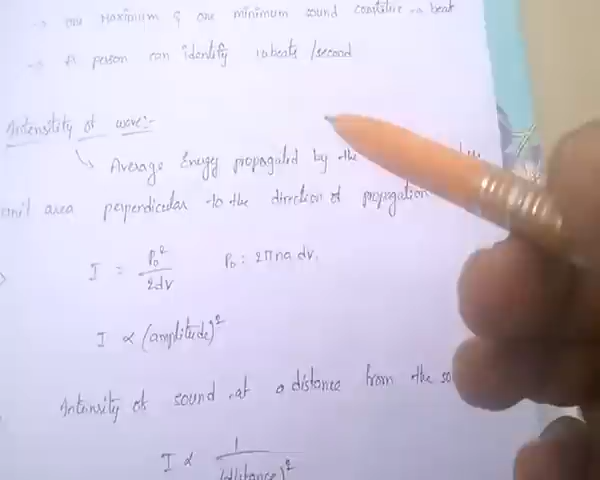 → one Maximum & one minimum sound constitute a beat
→ A person can identify 10beats /second
Intensitity of wave:-
Average Energy propagated by the
unit area perpendicular to the direction of propagation
I = P₀²/2dv P₀ : 2πna dv.
I ∝ (amplitude)²
Intensity of sound at a distance from the
I ∝ 1/(distance)²